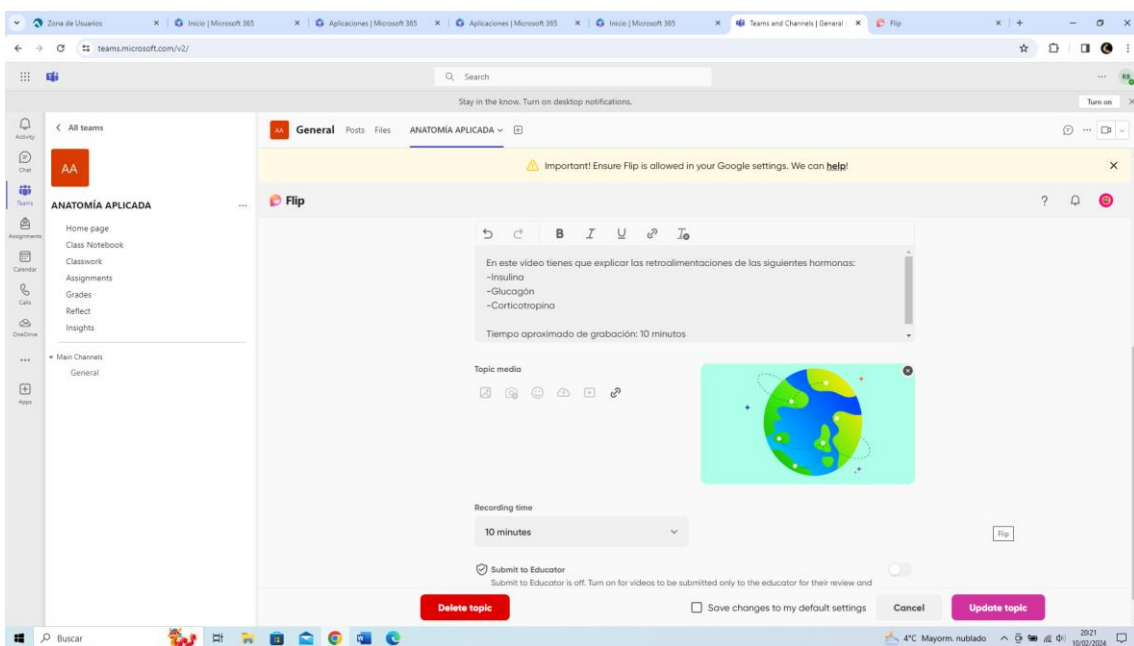 Zona de Usuarios
Inicio | Microsoft 365
Aplicaciones | Microsoft 365
Aplicaciones | Microsoft 365
Inicio | Microsoft 365
Teams and Channels | General
Flip
teams.microsoft.com/v2/
Search
Stay in the know. Turn on desktop notifications.
Turn on
Activity
Chat
Teams
Assignments
Calendar
Calls
OneDrive
Apps
All teams
AA
ANATOMÍA APLICADA
Home page
Class Notebook
Classwork
Assignments
Grades
Reflect
Insights
Main Channels
General
AA
General
Posts
Files
ANATOMÍA APLICADA
Important! Ensure Flip is allowed in your Google settings. We can help!
Flip
B I U
En este video tienes que explicar las retroalimentaciones de las siguientes hormonas:
-Insulina
-Glucagón
-Corticotropina
Tiempo aproximado de grabación: 10 minutos
Topic media
Recording time
10 minutes
Flip
Submit to Educator
Submit to Educator is off. Turn on for videos to be submitted only to the educator for their review and
Delete topic
Save changes to my default settings
Cancel
Update topic
Buscar
4°C Mayorm. nublado
20:21
10/02/2024